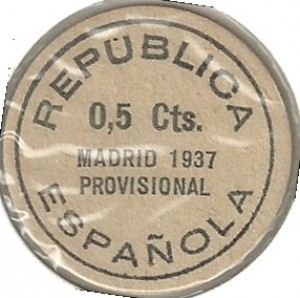 REPÚBLICA
0,5 Cts.
MADRID 1937
PROVISIONAL
ESPAÑOLA